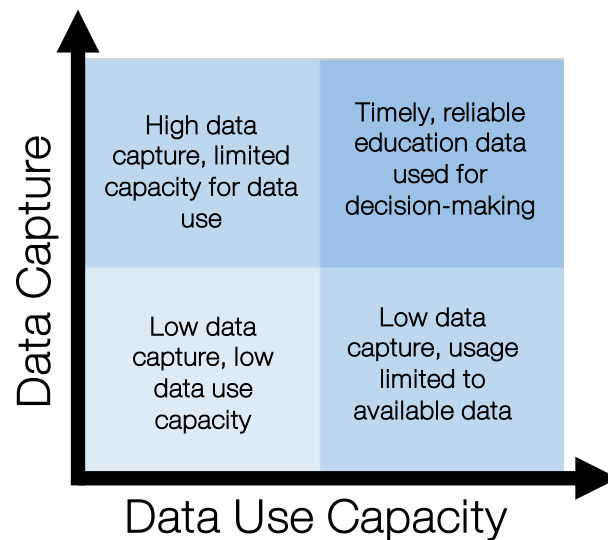 Data Capture
High data
capture, limited
capacity for data
use
Timely, reliable
education data
used for
decision-making
Low data
capture, low
data use
capacity
Low data
capture, usage
limited to
available data
Data Use Capacity